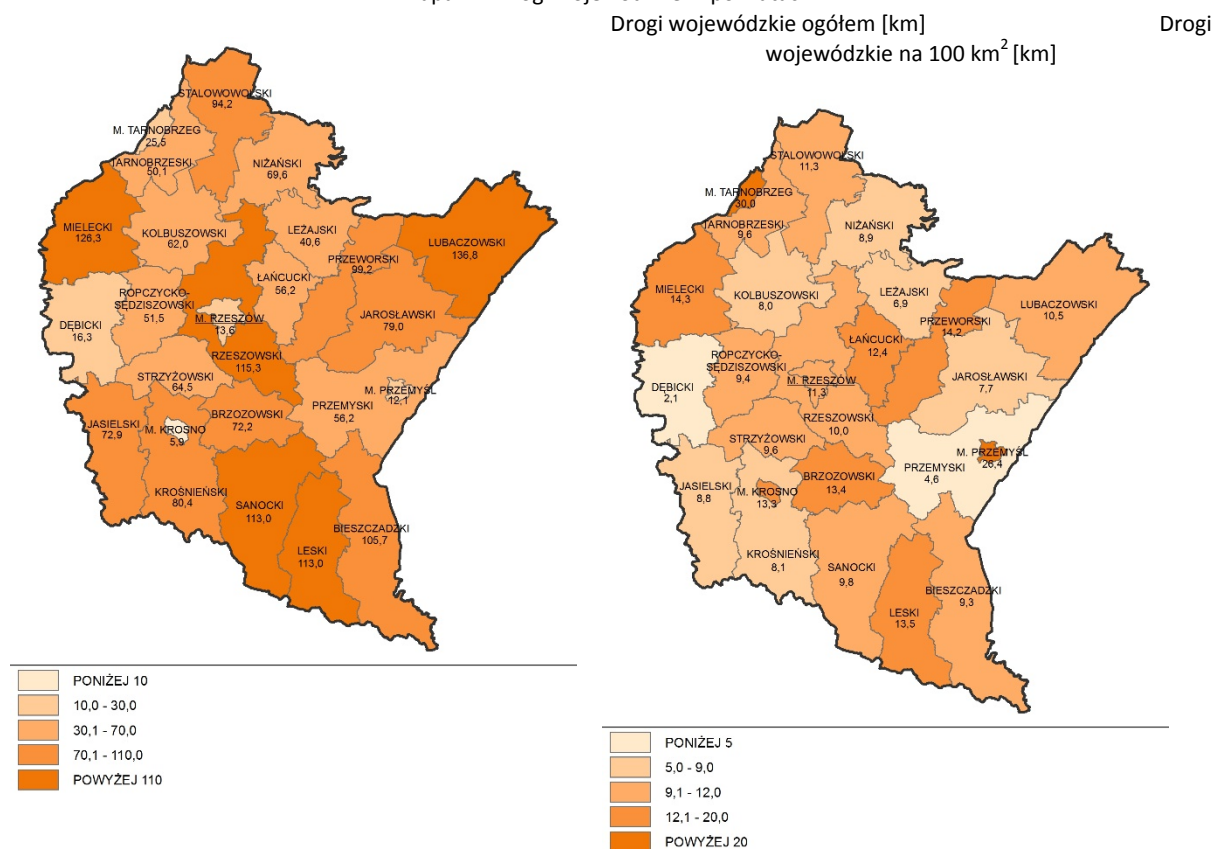 Drogi wojewódzkie ogółem [km] Drogi
wojewódzkie na 100 km² [km]
STALOWOWOLSKI
94,2
M. TARNOBRZEG
25,5
TARNOBRZESKI
50,1
NIŻAŃSKI
69,6
MIELECKI
126,3
KOLBUSZOWSKI
62,0
LEŻAJSKI
40,6
LUBACZOWSKI
136,8
PRZEWORSKI
99,2
ŁAŃCUCKI
56,2
ROPCZYCKO-
SĘDZISZOWSKI
51,5
DĘBICKI
16,3
M. RZESZÓW
13,6
JAROSŁAWSKI
79,0
RZESZOWSKI
115,3
STRZYŻOWSKI
64,5
M. PRZEMYŚL
12,1
PRZEMYSKI
56,2
BRZOZOWSKI
72,2
JASIELSKI
72,9
M. KROSNO
5,9
KROŚNIEŃSKI
80,4
SANOCKI
113,0
BIESZCZADZKI
105,7
LESKI
113,0
PONIŻEJ 10
10,0 - 30,0
30,1 - 70,0
70,1 - 110,0
POWYŻEJ 110
STALOWOWOLSKI
11,3
M. TARNOBRZEG
30,0
TARNOBRZESKI
9,6
NIŻAŃSKI
8,9
MIELECKI
14,3
KOLBUSZOWSKI
8,0
LEŻAJSKI
6,9
LUBACZOWSKI
10,5
PRZEWORSKI
14,2
ŁAŃCUCKI
12,4
ROPCZYCKO-
SĘDZISZOWSKI
9,4
DĘBICKI
2,1
M. RZESZÓW
11,3
JAROSŁAWSKI
7,7
RZESZOWSKI
10,0
STRZYŻOWSKI
9,6
M. PRZEMYŚL
26,4
PRZEMYSKI
4,6
BRZOZOWSKI
13,4
JASIELSKI
8,8
M. KROSNO
13,3
KROŚNIEŃSKI
8,1
SANOCKI
9,8
BIESZCZADZKI
9,3
LESKI
13,5
PONIŻEJ 5
5,0 - 9,0
9,1 - 12,0
12,1 - 20,0
POWYŻEJ 20